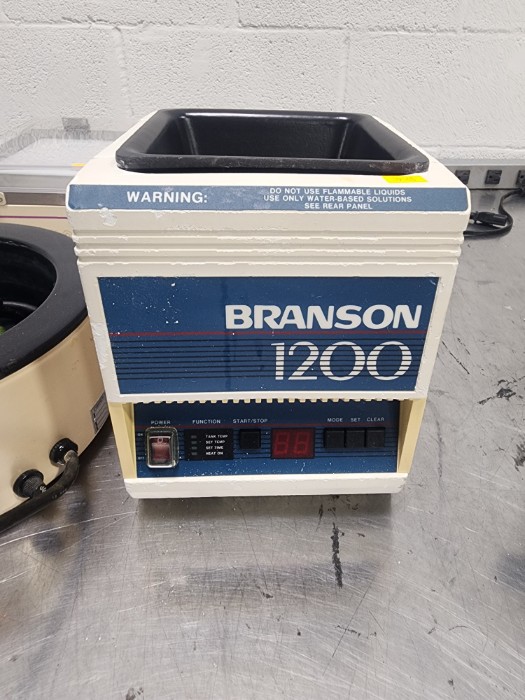 WARNING:
DO NOT USE FLAMMABLE LIQUIDS
USE ONLY WATER-BASED SOLUTIONS
SEE REAR PANEL
BRANSON
1200
POWER
FUNCTION
START/STOP
MODE
SET
CLEAR
TANK TEMP
SET TEMP
SET TIME
HEAT ON